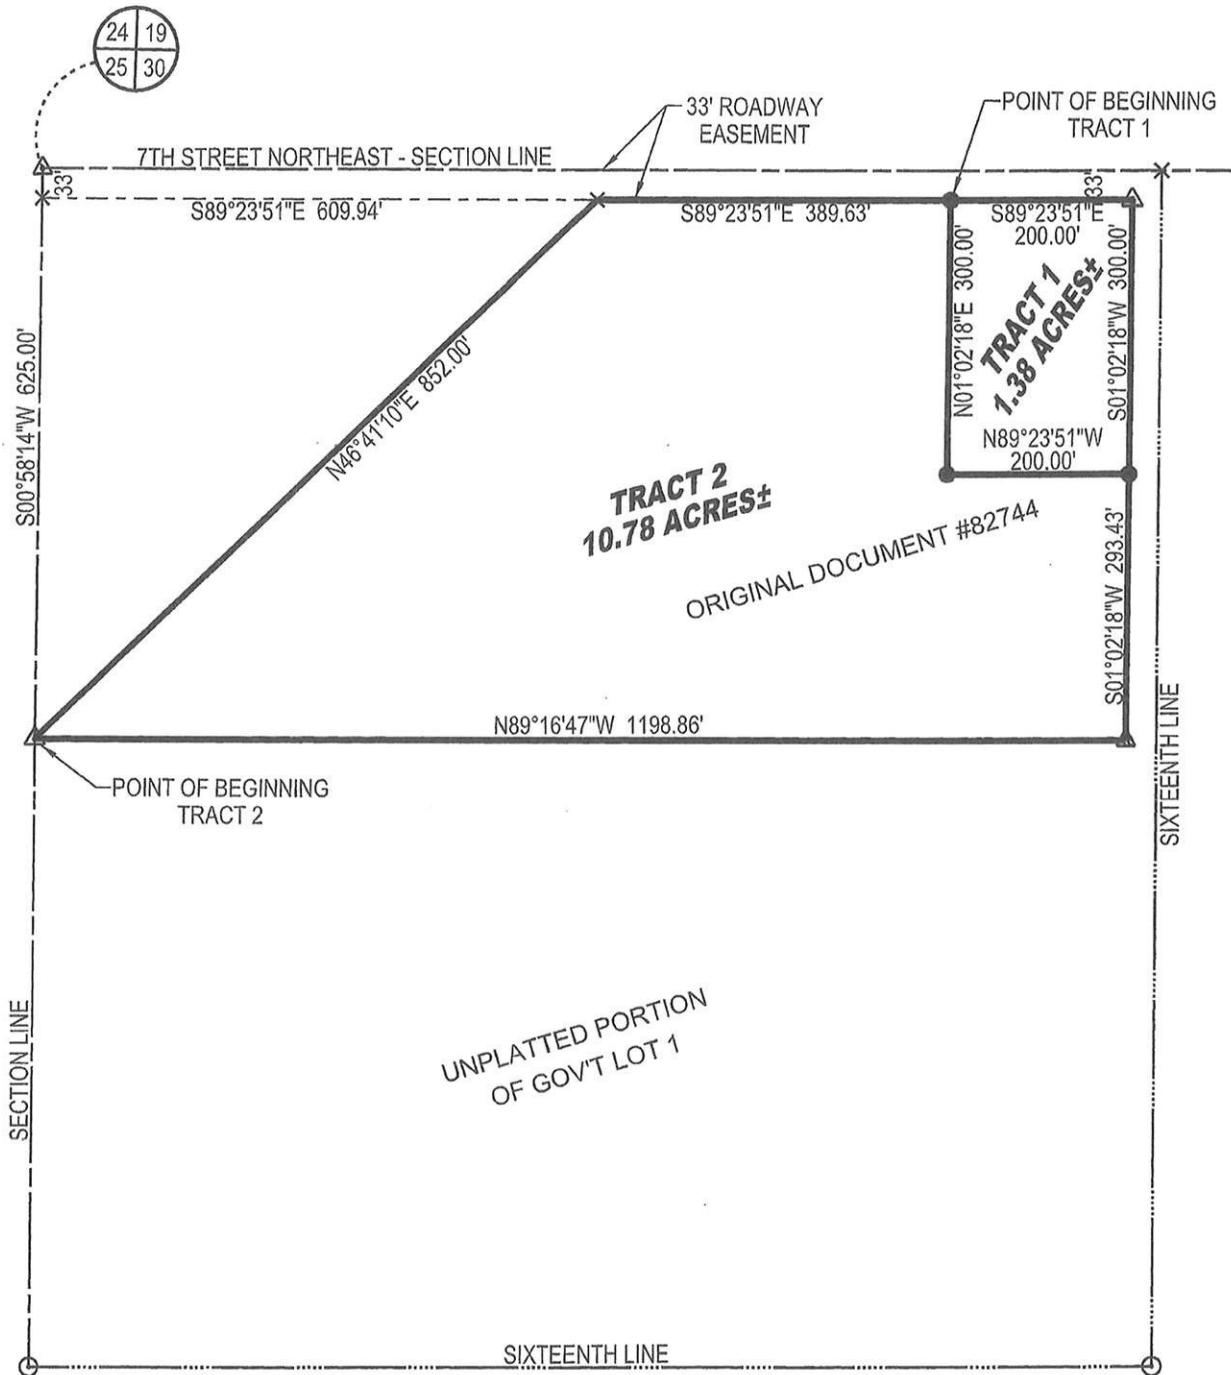 24 19
25 30
33' ROADWAY
EASEMENT
POINT OF BEGINNING
TRACT 1
7TH STREET NORTHEAST - SECTION LINE
33'
33'
S89°23'51"E 609.94'
S89°23'51"E 389.63'
S89°23'51"E
200.00'
S00°58'14"W 625.00'
N46°41'10"E 852.00'
N01°02'18"E 300.00'
TRACT 1
1.38 ACRES±
S01°02'18"W 300.00'
N89°23'51"W
200.00'
TRACT 2
10.78 ACRES±
ORIGINAL DOCUMENT #82744
S01°02'18"W 293.43'
N89°16'47"W 1198.86'
POINT OF BEGINNING
TRACT 2
SIXTEENTH LINE
UNPLATTED PORTION
OF GOV'T LOT 1
SECTION LINE
SIXTEENTH LINE